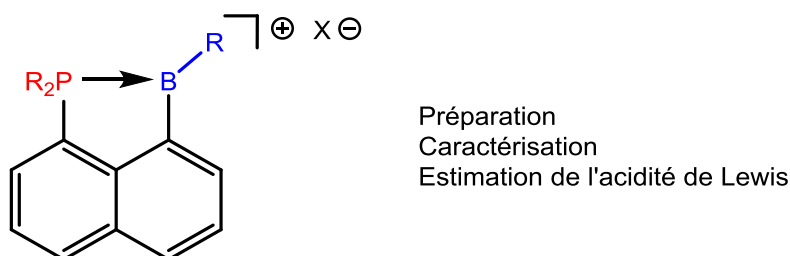 R
⊕ X ⊖
R₂P B
Préparation
Caractérisation
Estimation de l'acidité de Lewis